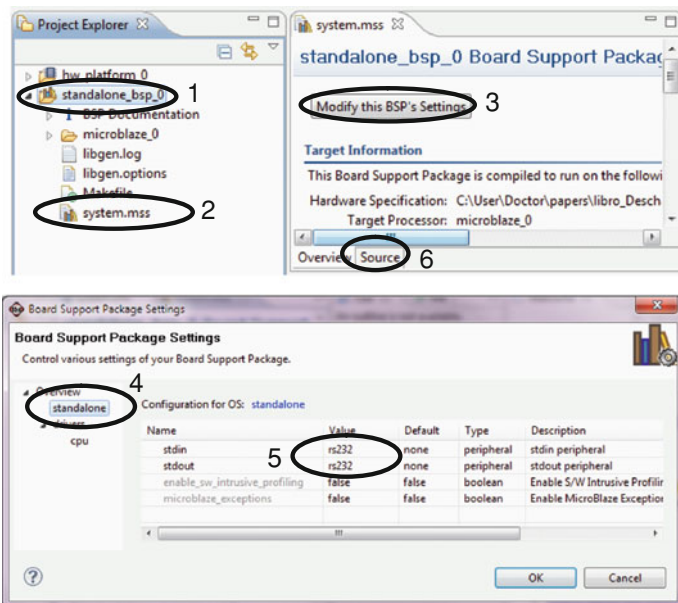 Project Explorer
hw_platform_0
standalone_bsp_0
1
BSP Documentation
microblaze_0
libgen.log
libgen.options
Makefile
system.mss
2
system.mss
standalone_bsp_0 Board Support Packag
Modify this BSP's Settings
3
Target Information
This Board Support Package is compiled to run on the followi
Hardware Specification: C:\User\Doctor\papers\libro_Desch
Target Processor: microblaze_0
Overview Source
6
Board Support Package Settings
Board Support Package Settings
Control various settings of your Board Support Package.
4
Overview
standalone
drivers
cpu
Configuration for OS: standalone
Name Value Default Type Description
stdin rs232 none peripheral stdin peripheral
5
stdout rs232 none peripheral stdout peripheral
enable_sw_intrusive_profiling false false boolean Enable S/W Intrusive Profilin
microblaze_exceptions false false boolean Enable MicroBlaze Exception
OK Cancel